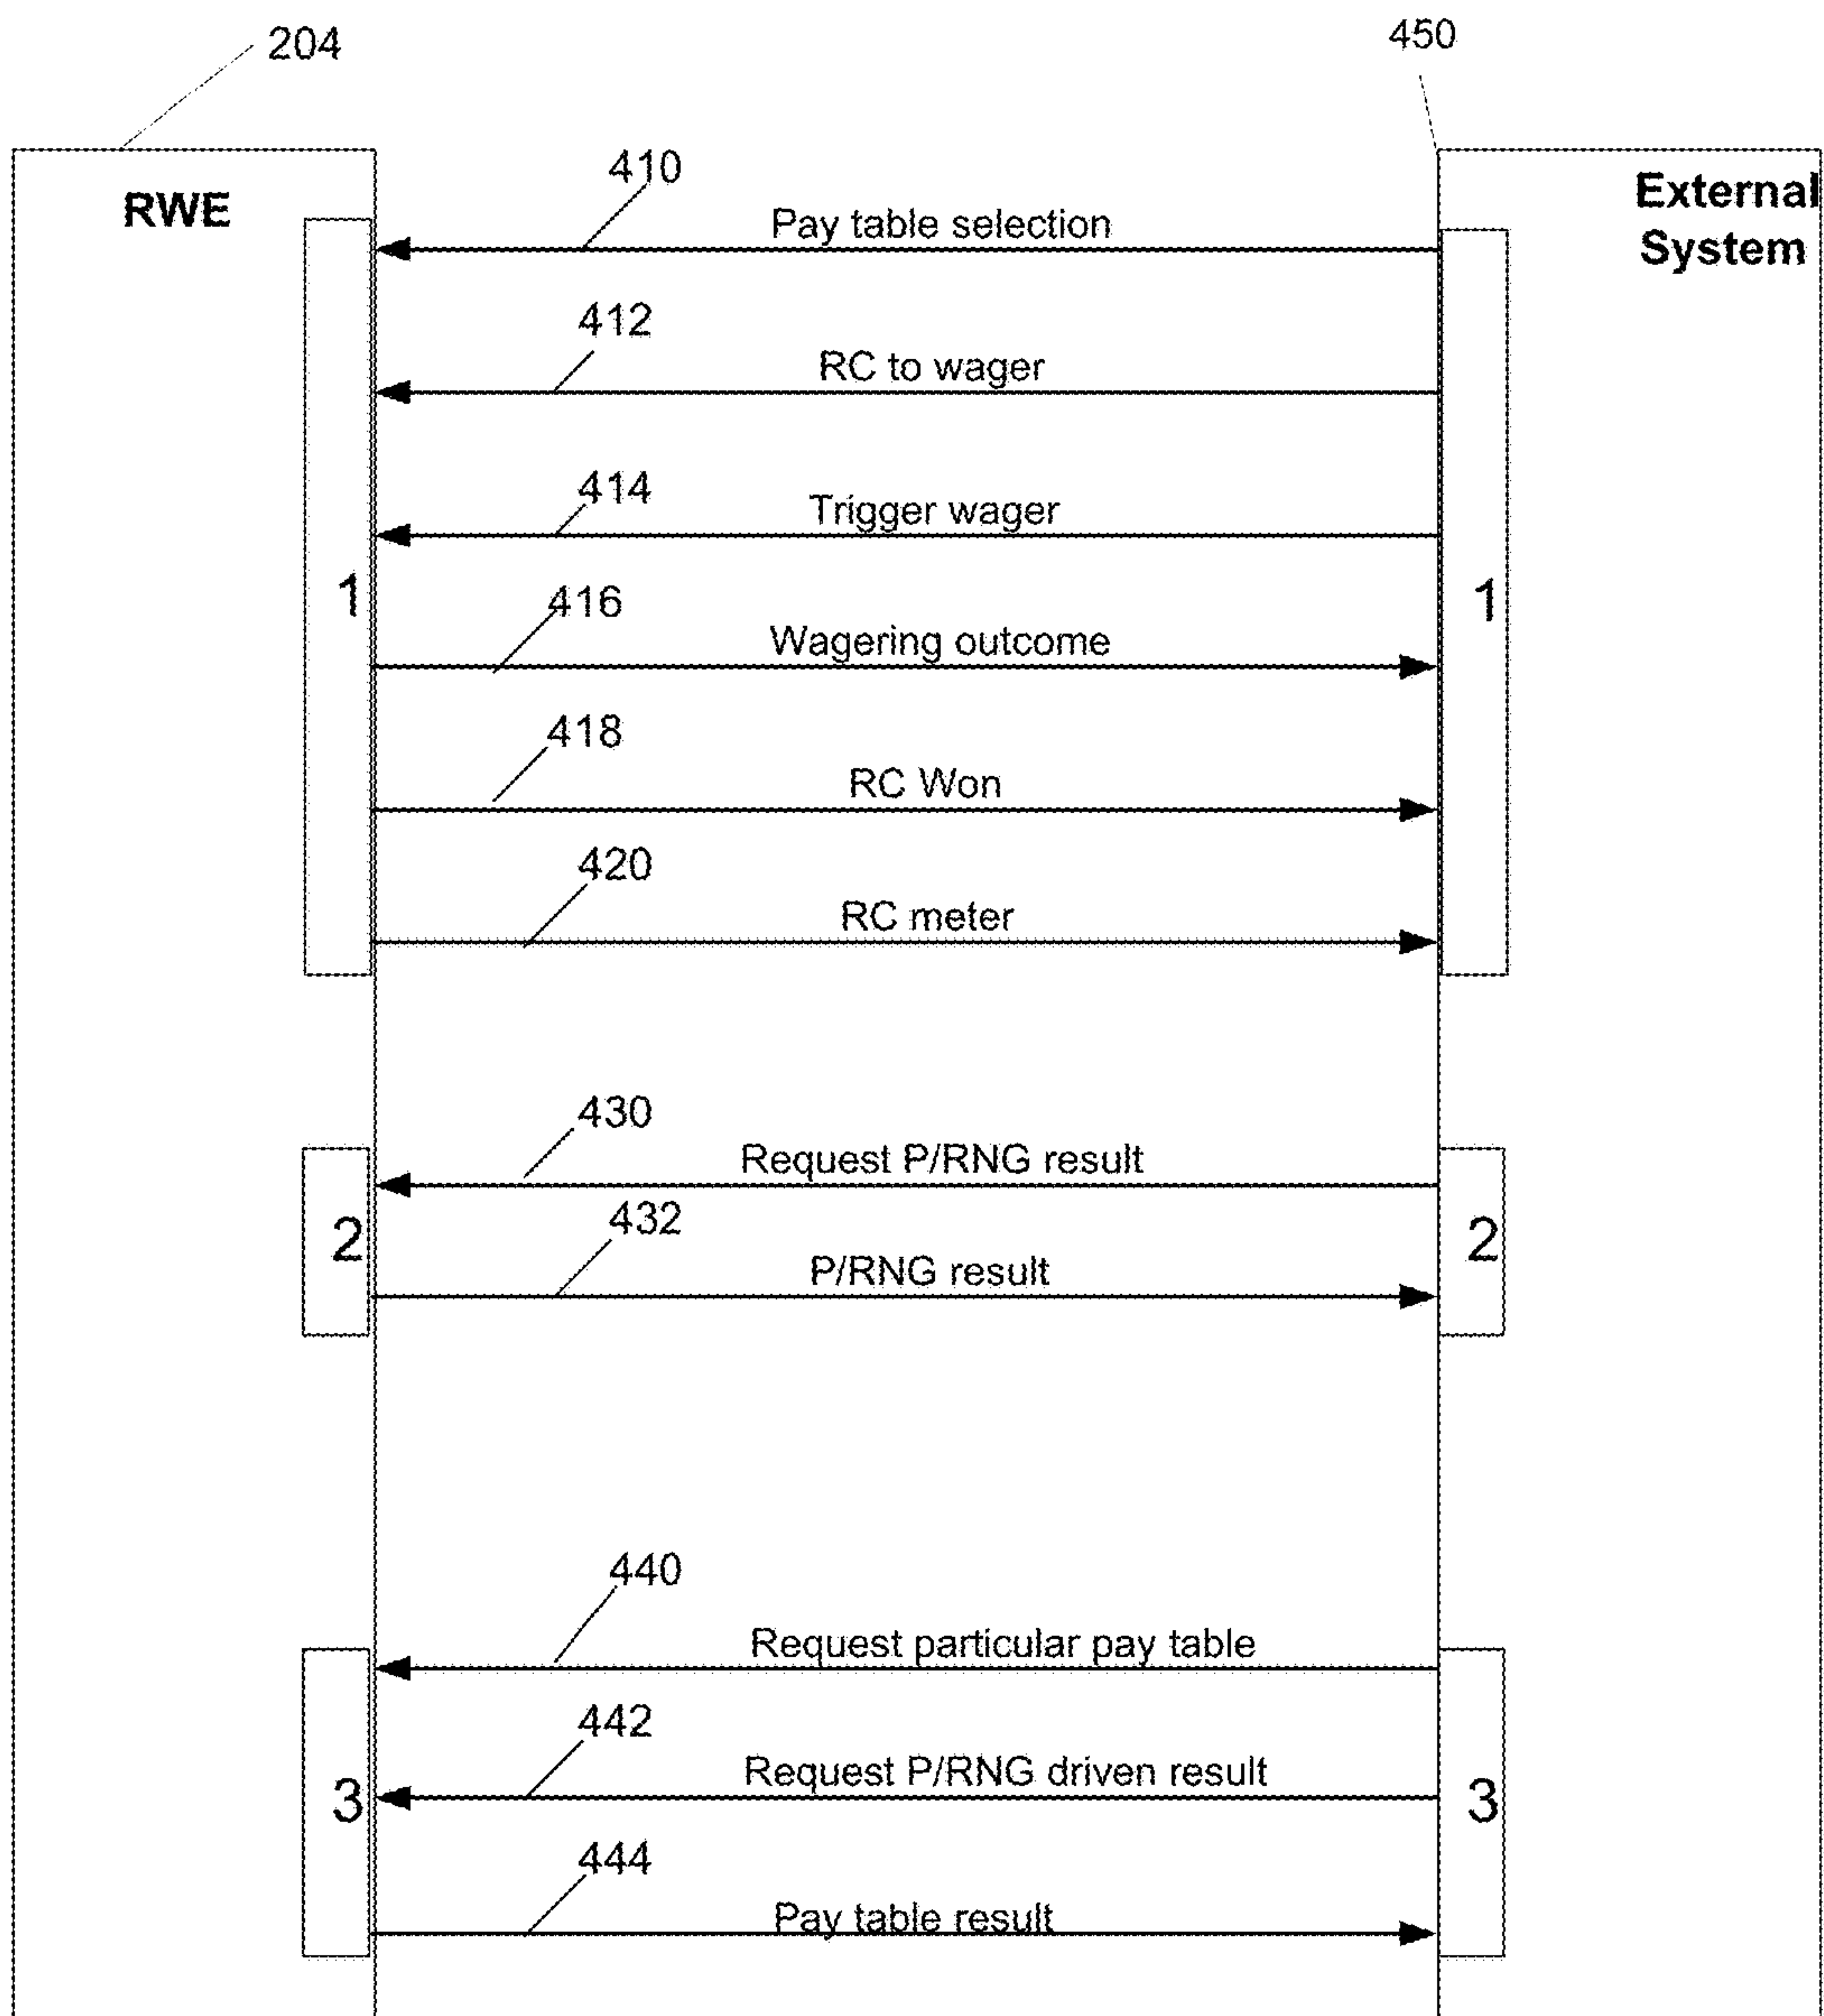 204
450
RWE
External
System
410
Pay table selection
412
RC to wager
414
Trigger wager
1
1
416
Wagering outcome
418
RC Won
420
RC meter
430
Request P/RNG result
2
2
432
P/RNG result
440
Request particular pay table
442
Request P/RNG driven result
3
3
444
Pay table result